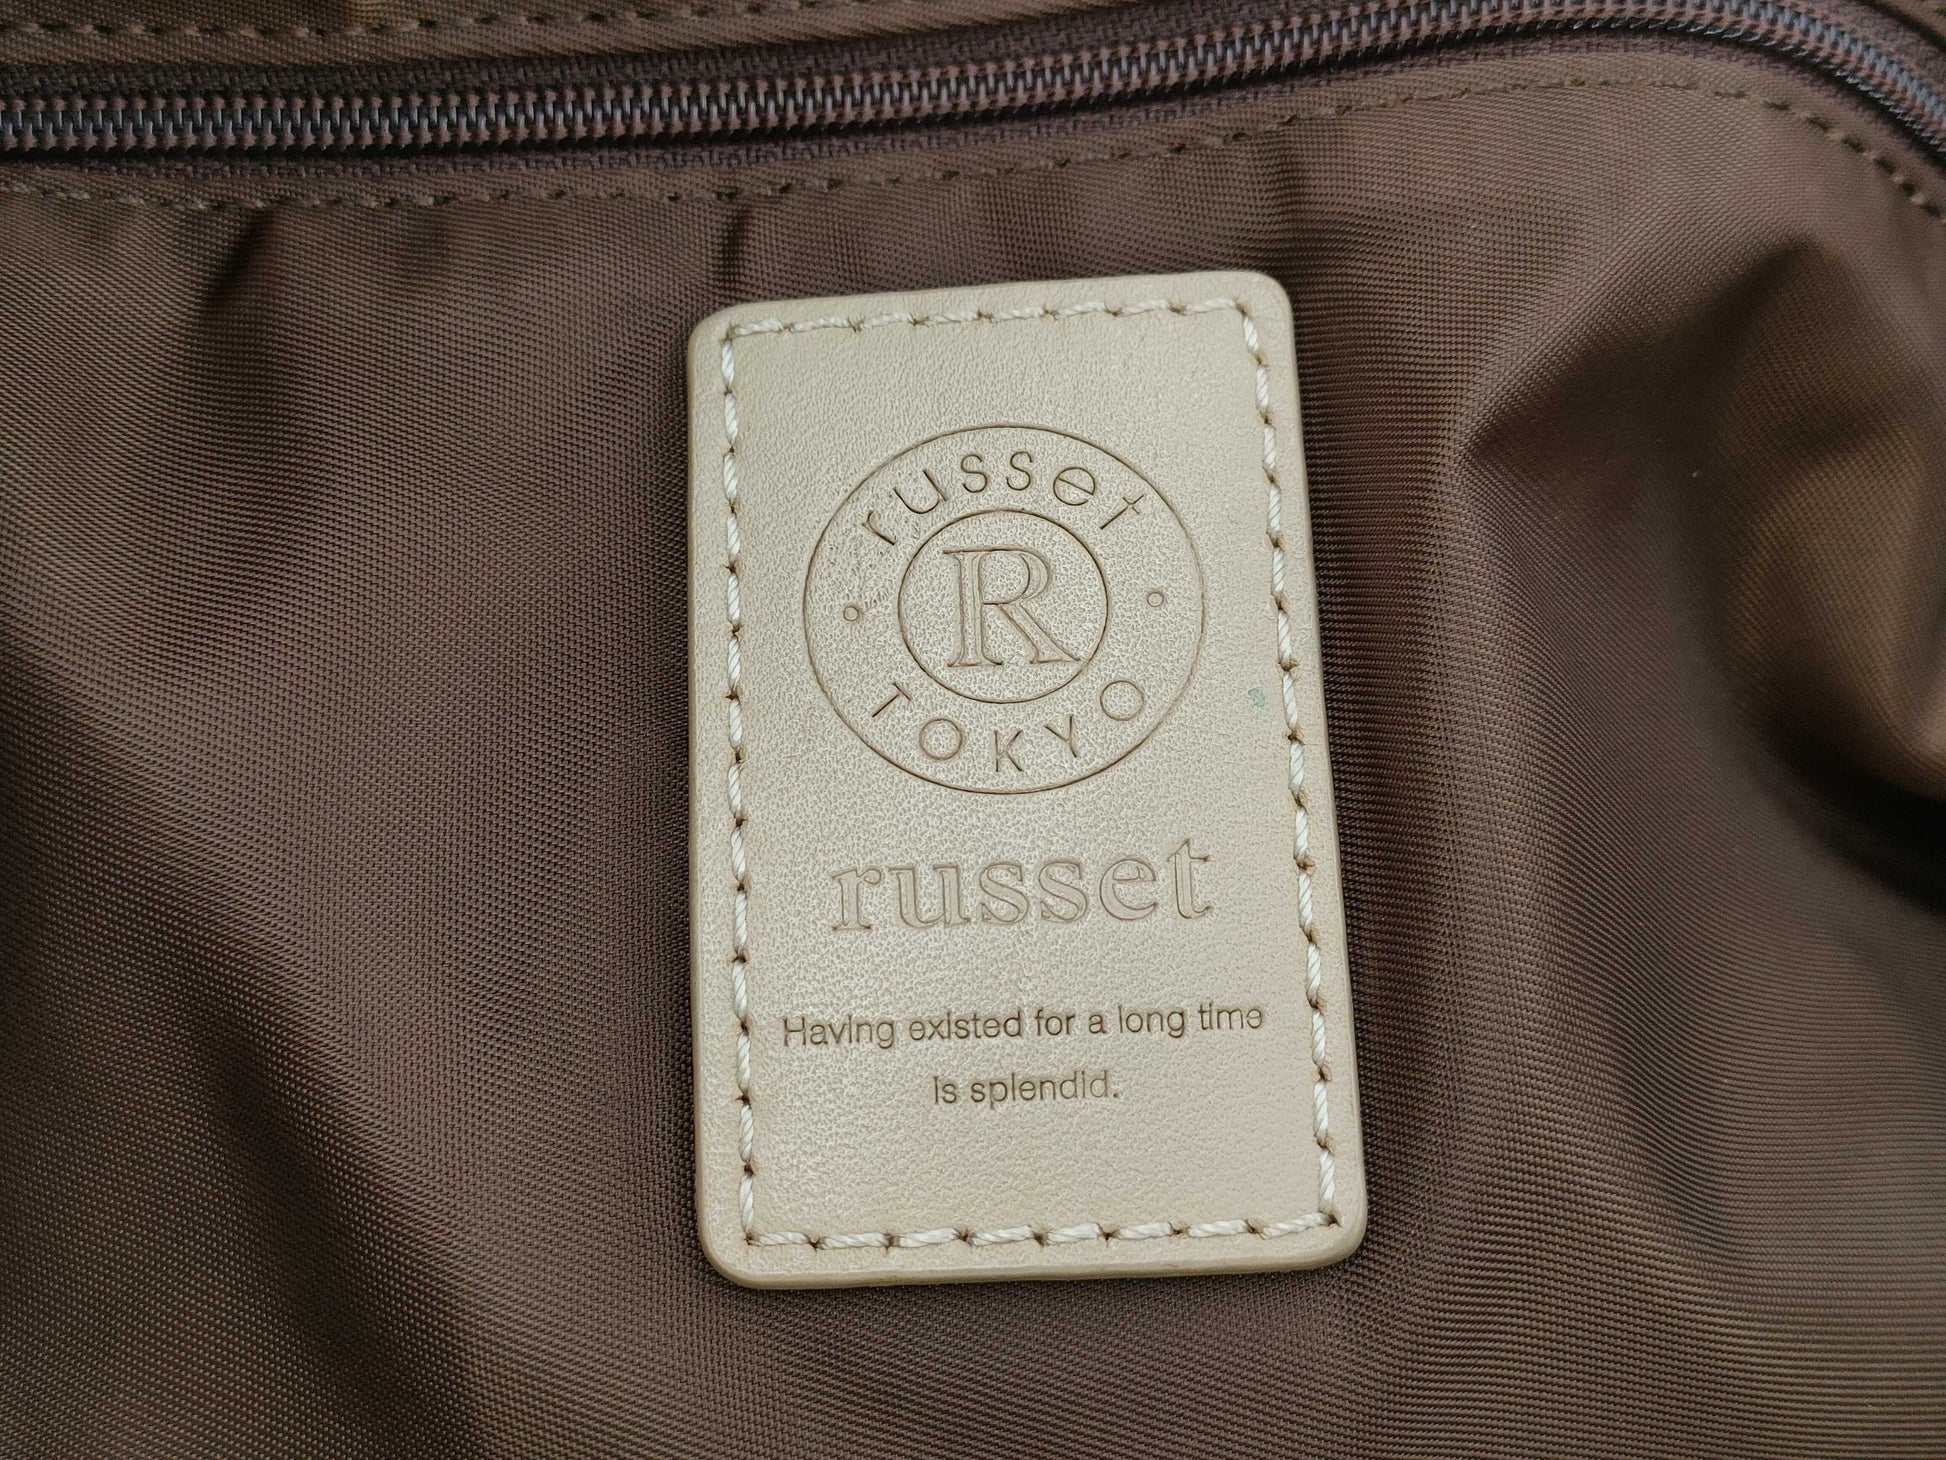 russet
R
TOKYO
russet
Having existed for a long time
is splendid.